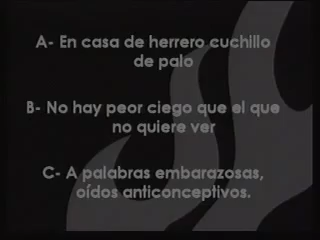 A- En casa de herrero cuchillo
de palo
B- No hay peor ciego que el que
no quiere ver
C- A palabras embarazosas,
oídos anticonceptivos.